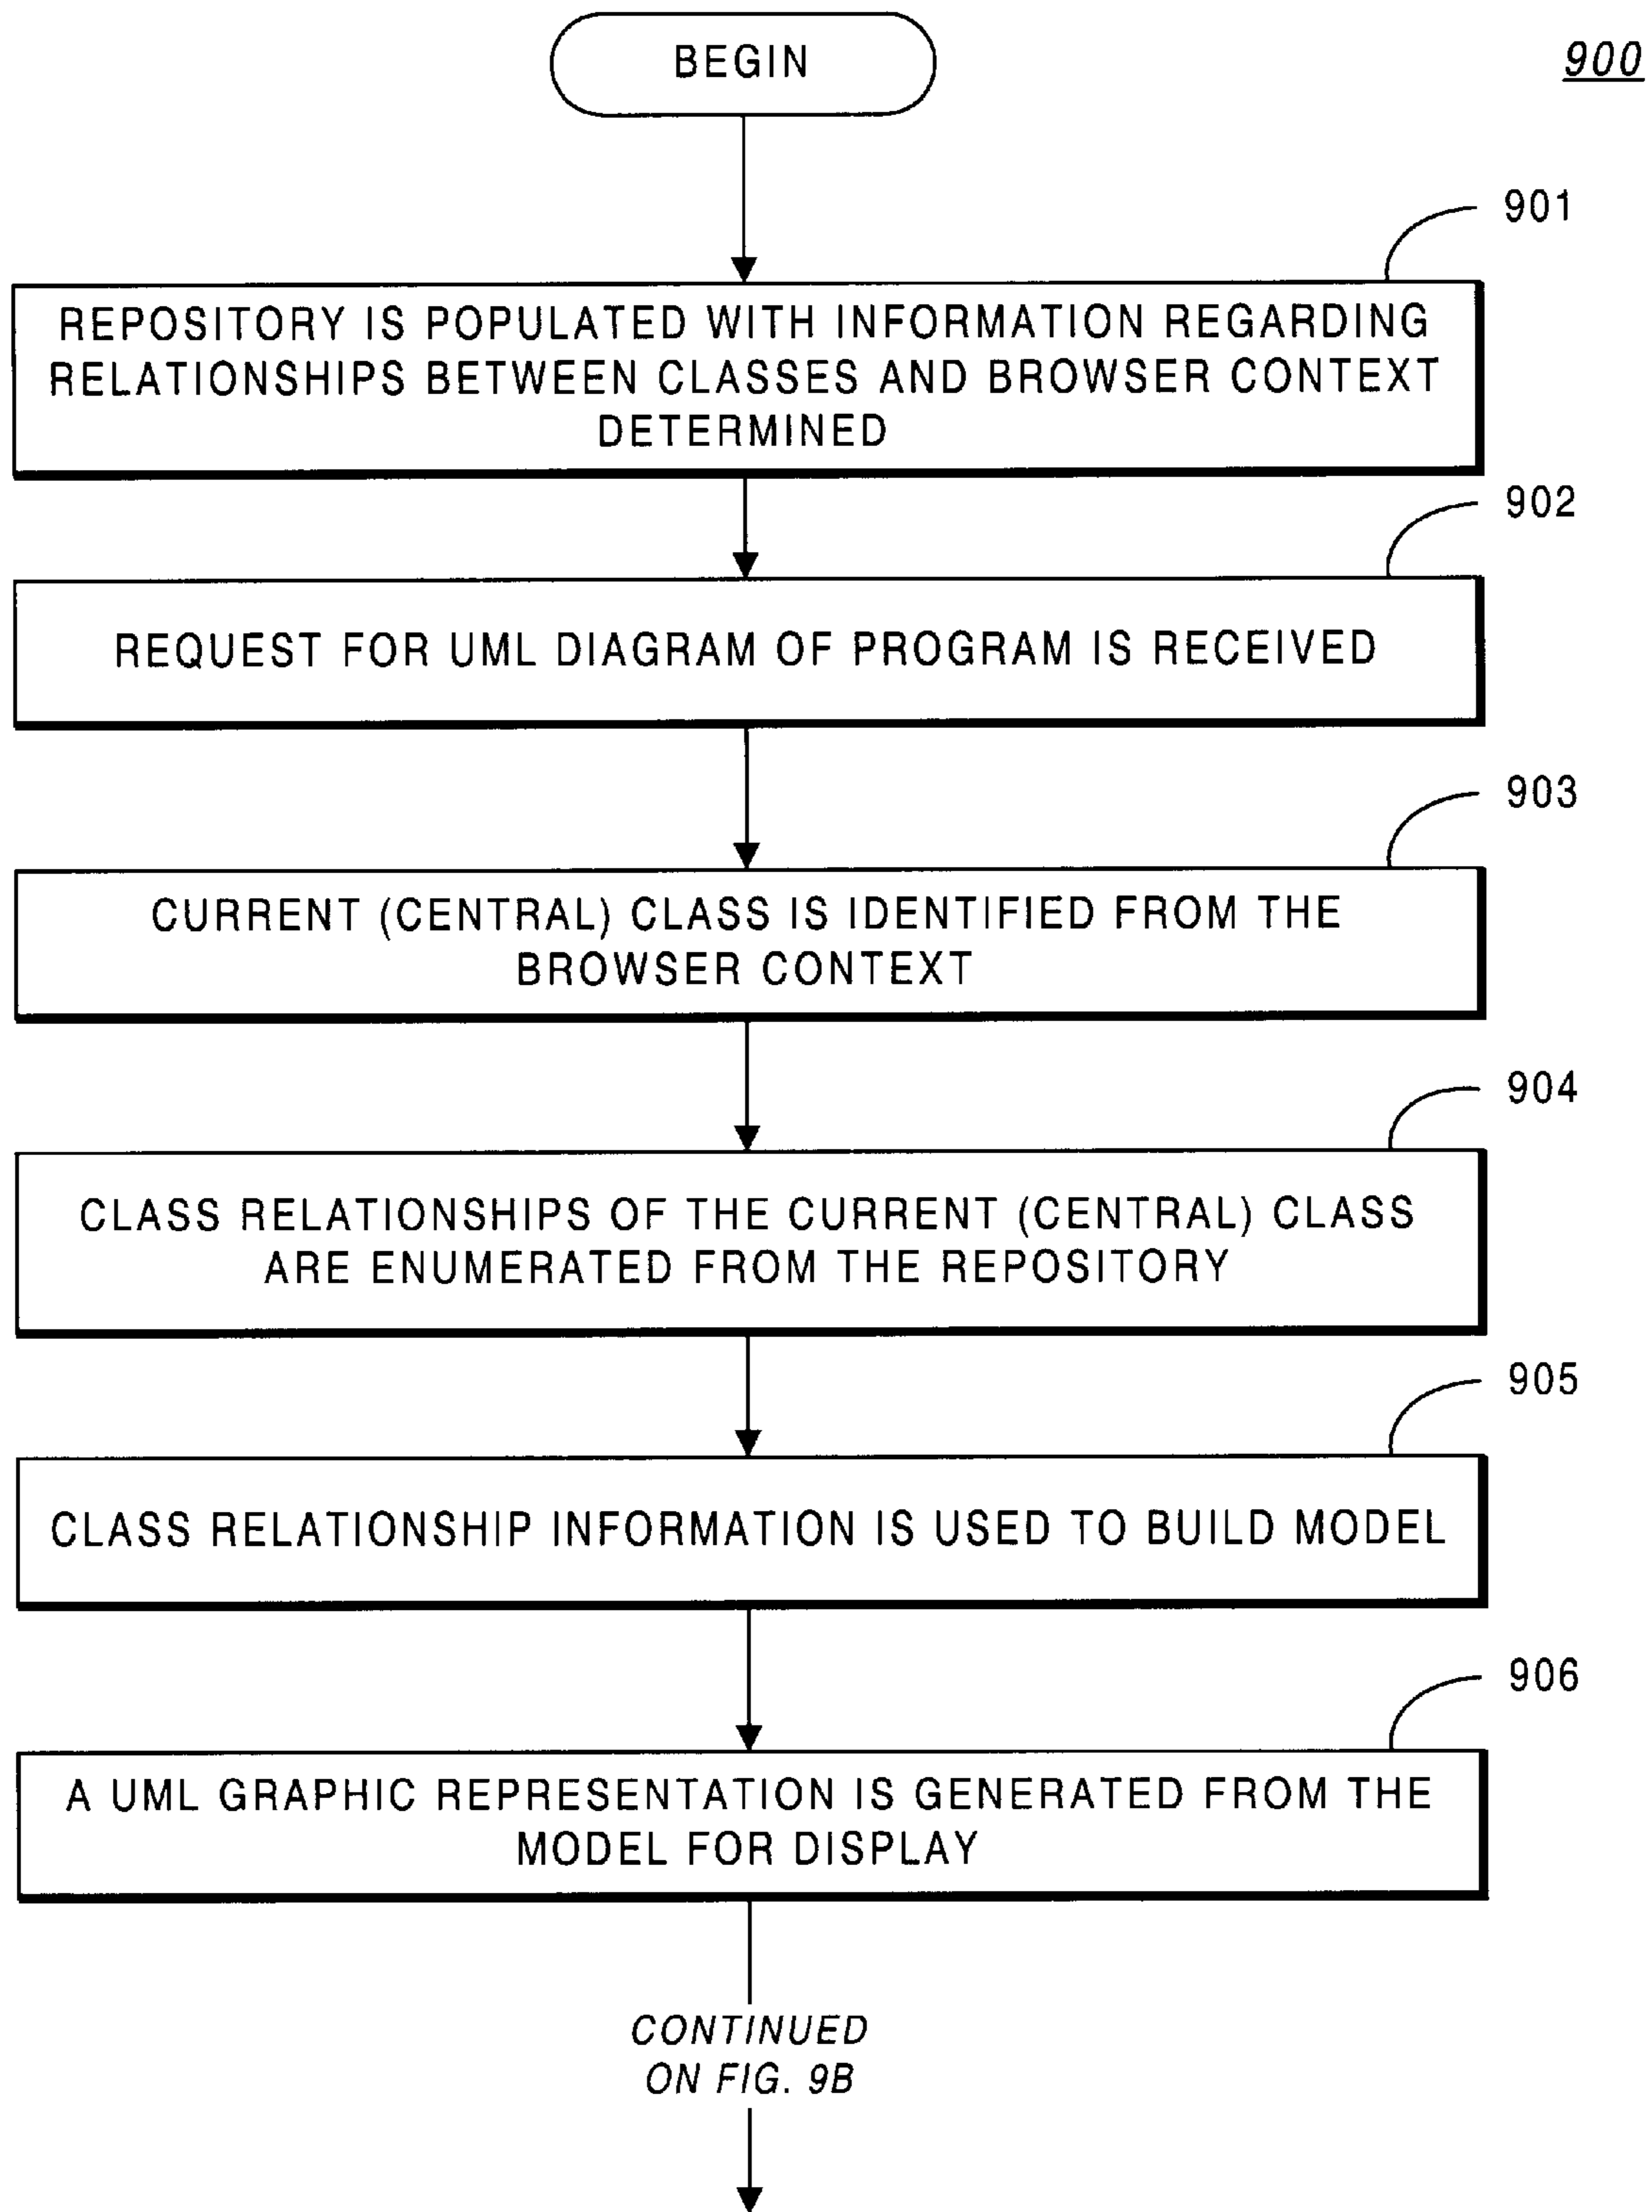 BEGIN
900
901
REPOSITORY IS POPULATED WITH INFORMATION REGARDING
RELATIONSHIPS BETWEEN CLASSES AND BROWSER CONTEXT
DETERMINED
902
REQUEST FOR UML DIAGRAM OF PROGRAM IS RECEIVED
903
CURRENT (CENTRAL) CLASS IS IDENTIFIED FROM THE
BROWSER CONTEXT
904
CLASS RELATIONSHIPS OF THE CURRENT (CENTRAL) CLASS
ARE ENUMERATED FROM THE REPOSITORY
905
CLASS RELATIONSHIP INFORMATION IS USED TO BUILD MODEL
906
A UML GRAPHIC REPRESENTATION IS GENERATED FROM THE
MODEL FOR DISPLAY
CONTINUED
ON FIG. 9B